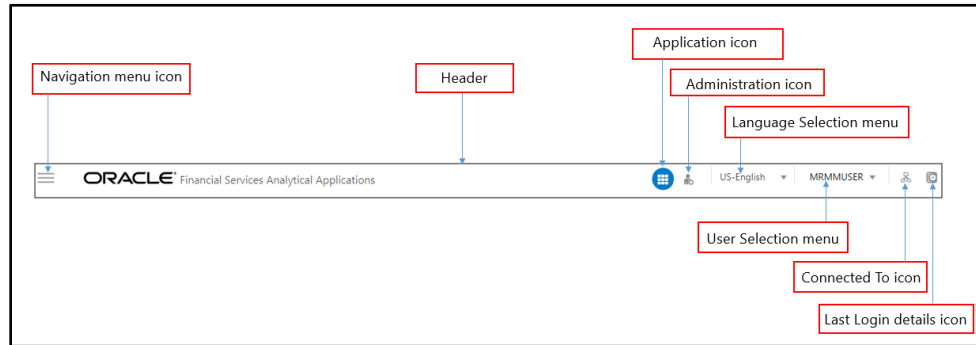 Application icon
Navigation menu icon
Header
Administration icon
Language Selection menu
ORACLE® Financial Services Analytical Applications
US-English
MRMMUSER
User Selection menu
Connected To icon
Last Login details icon